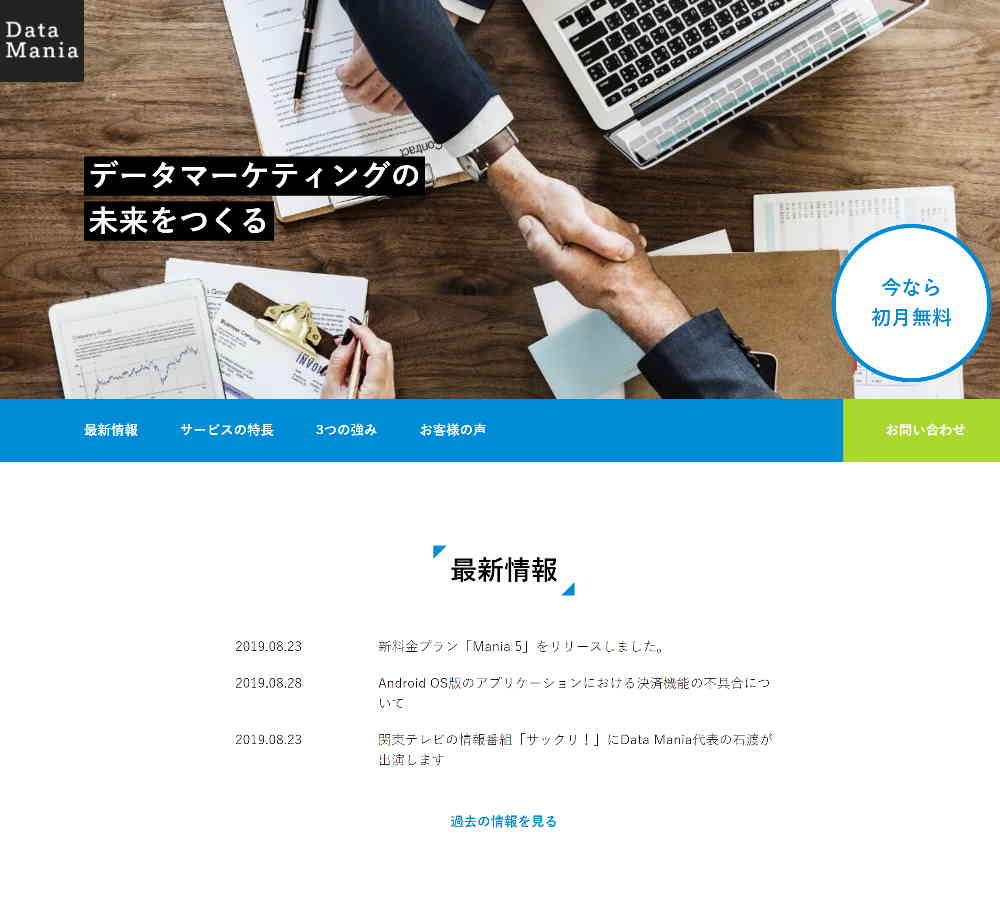 Data
Mania
Contract
データマーケティングの
未来をつくる
今なら
初月無料
最新情報
サービスの特長
3つの強み
お客様の声
お問い合わせ
最新情報
2019.08.23
新料金プラン「Mania 5」をリリースしました。
2019.08.28
Android OS版のアプリケーションにおける決済機能の不具合につ
いて
2019.08.23
関東テレビの情報番組「サックリ！」にData Mania代表の石渡が
出演します
過去の情報を見る